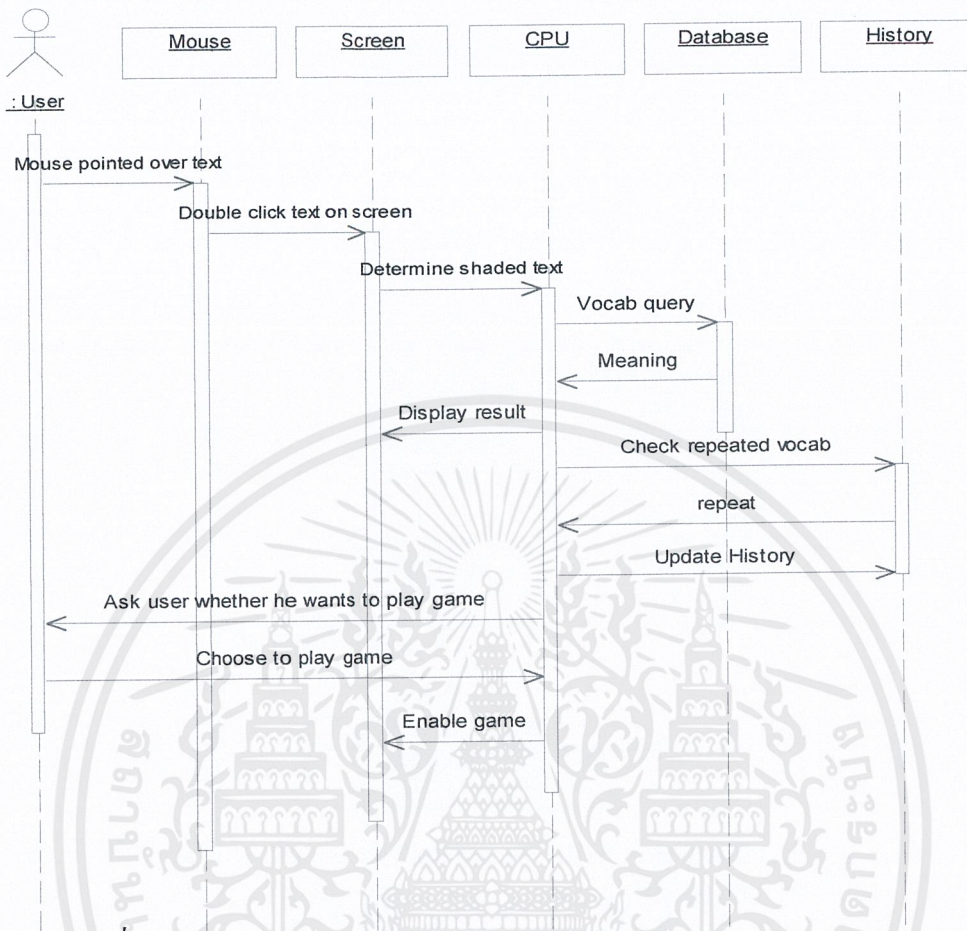 Mouse
Screen
CPU
Database
History
: User
Mouse pointed over text
Double click text on screen
Determine shaded text
Vocab query
Meaning
Display result
Check repeated vocab
repeat
Update History
Ask user whether he wants to play game
Choose to play game
Enable game